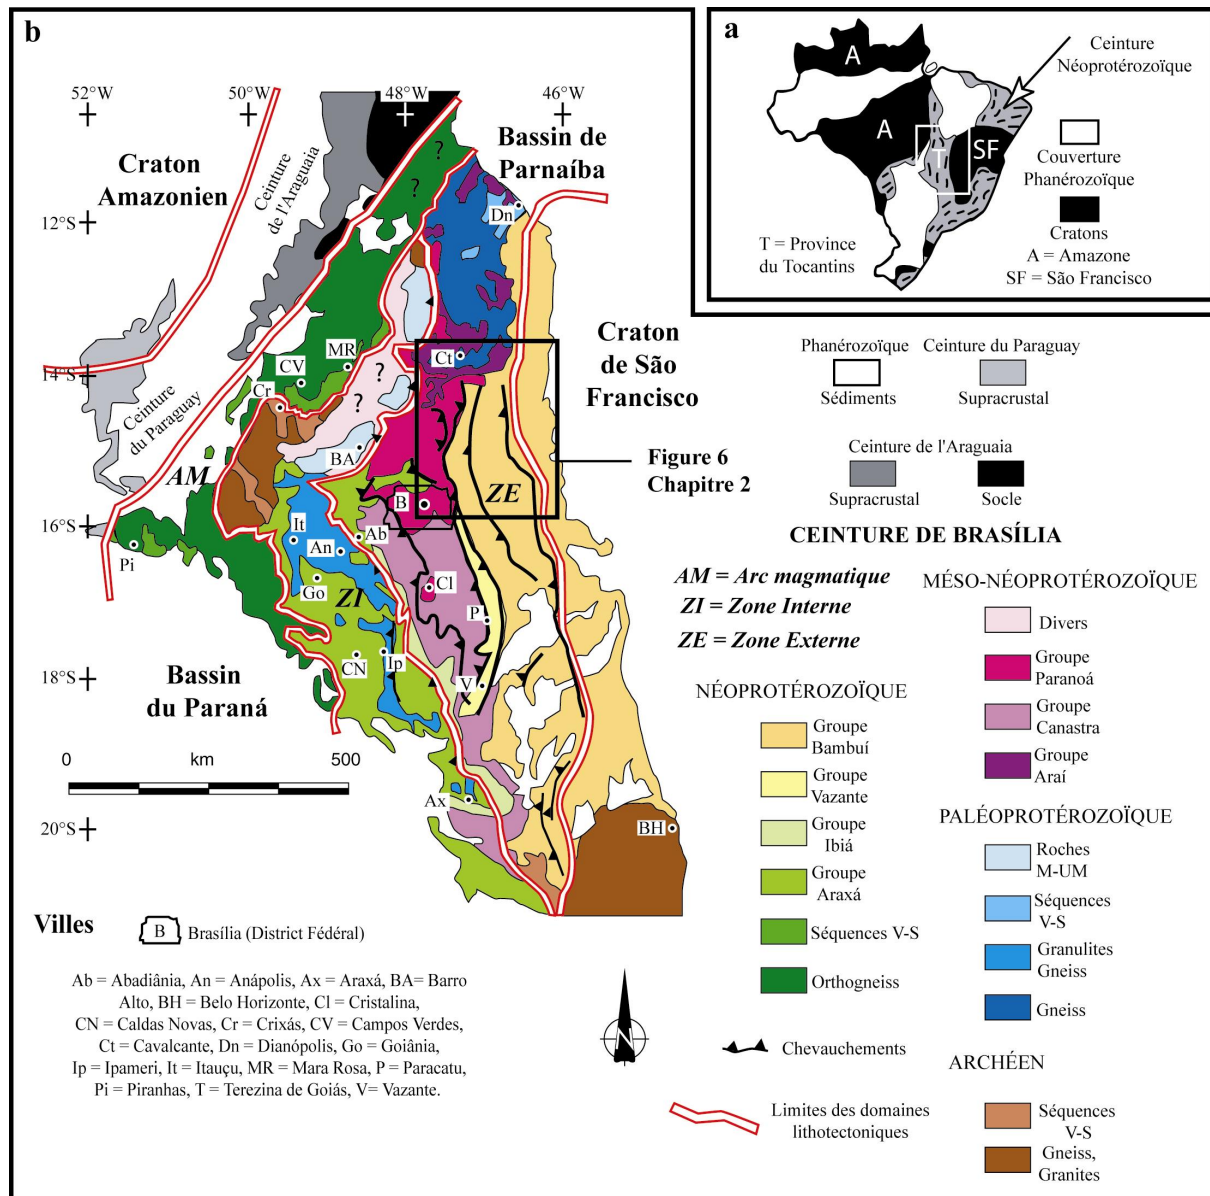 b
52°W
50°W
48°W
46°W
Craton
Amazonien
Ceinture
de l'Araguaia
Bassin de
Parnaíba
?
?
Dn
12°S
Craton
de São
Francisco
MR
CV
Ct
14°S
Cr
?
?
Ceinture
du Paraguay
BA
AM
ZE
Figure 6
Chapitre 2
B
16°S
It
Ab
An
Pi
Cl
Go
ZI
P
CN
Ip
V
18°S
Bassin
du Paraná
0
km
500
Ax
20°S
BH
Villes
B
Brasília (District Fédéral)
Ab = Abadiânia, An = Anápolis, Ax = Araxá, BA= Barro
Alto, BH = Belo Horizonte, Cl = Cristalina,
CN = Caldas Novas, Cr = Crixás, CV = Campos Verdes,
Ct = Cavalcante, Dn = Dianópolis, Go = Goiânia,
Ip = Ipameri, It = Itauçu, MR = Mara Rosa, P = Paracatu,
Pi = Piranhas, T = Terezina de Goiás, V= Vazante.
N
a
Ceinture
Néoprotérozoïque
A
A
T
SF
Couverture
Phanérozoïque
Cratons
T = Province
du Tocantins
A = Amazone
SF = São Francisco
Phanérozoïque
Sédiments
Ceinture du Paraguay
Supracrustal
Ceinture de l'Araguaia
Supracrustal
Socle
CEINTURE DE BRASÍLIA
AM = Arc magmatique
ZI = Zone Interne
ZE = Zone Externe
NÉOPROTÉROZOÏQUE
Groupe
Bambuí
Groupe
Vazante
Groupe
Ibiá
Groupe
Araxá
Séquences V-S
Orthogneiss
Chevauchements
Limites des domaines
lithotectoniques
MÉSO-NÉOPROTÉROZOÏQUE
Divers
Groupe
Paranoá
Groupe
Canastra
Groupe
Araí
PALÉOPROTÉROZOÏQUE
Roches
M-UM
Séquences
V-S
Granulites
Gneiss
Gneiss
ARCHÉEN
Séquences
V-S
Gneiss,
Granites